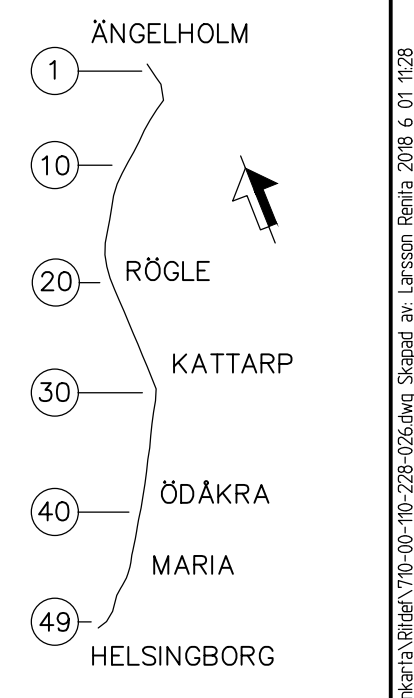 ÄNGELHOLM
1
10
20
RÖGLE
KATTARP
30
ÖDÅKRA
40
MARIA
49
HELSINGBORG
nkarta\Ritdef\710-00-110-228-026.dwg Skapad av: Larsson Renita 2018 6 01 11:28